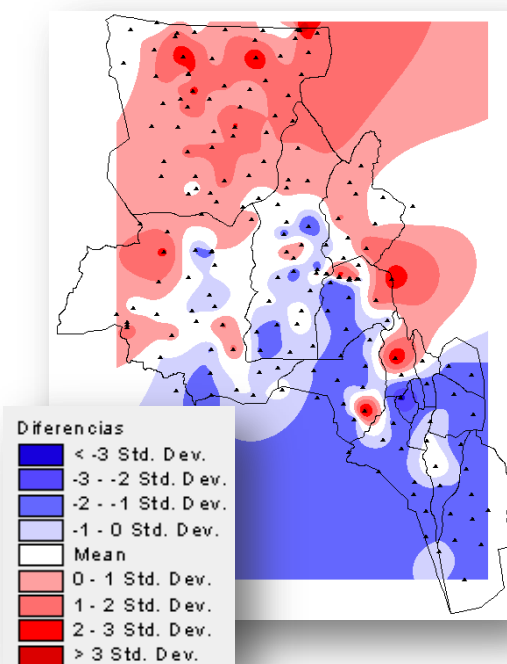 Diferencias
< -3 Std. Dev.
-3 - -2 Std. Dev.
-2 - -1 Std. Dev.
-1 - 0 Std. Dev.
Mean
0 - 1 Std. Dev.
1 - 2 Std. Dev.
2 - 3 Std. Dev.
> 3 Std. Dev.